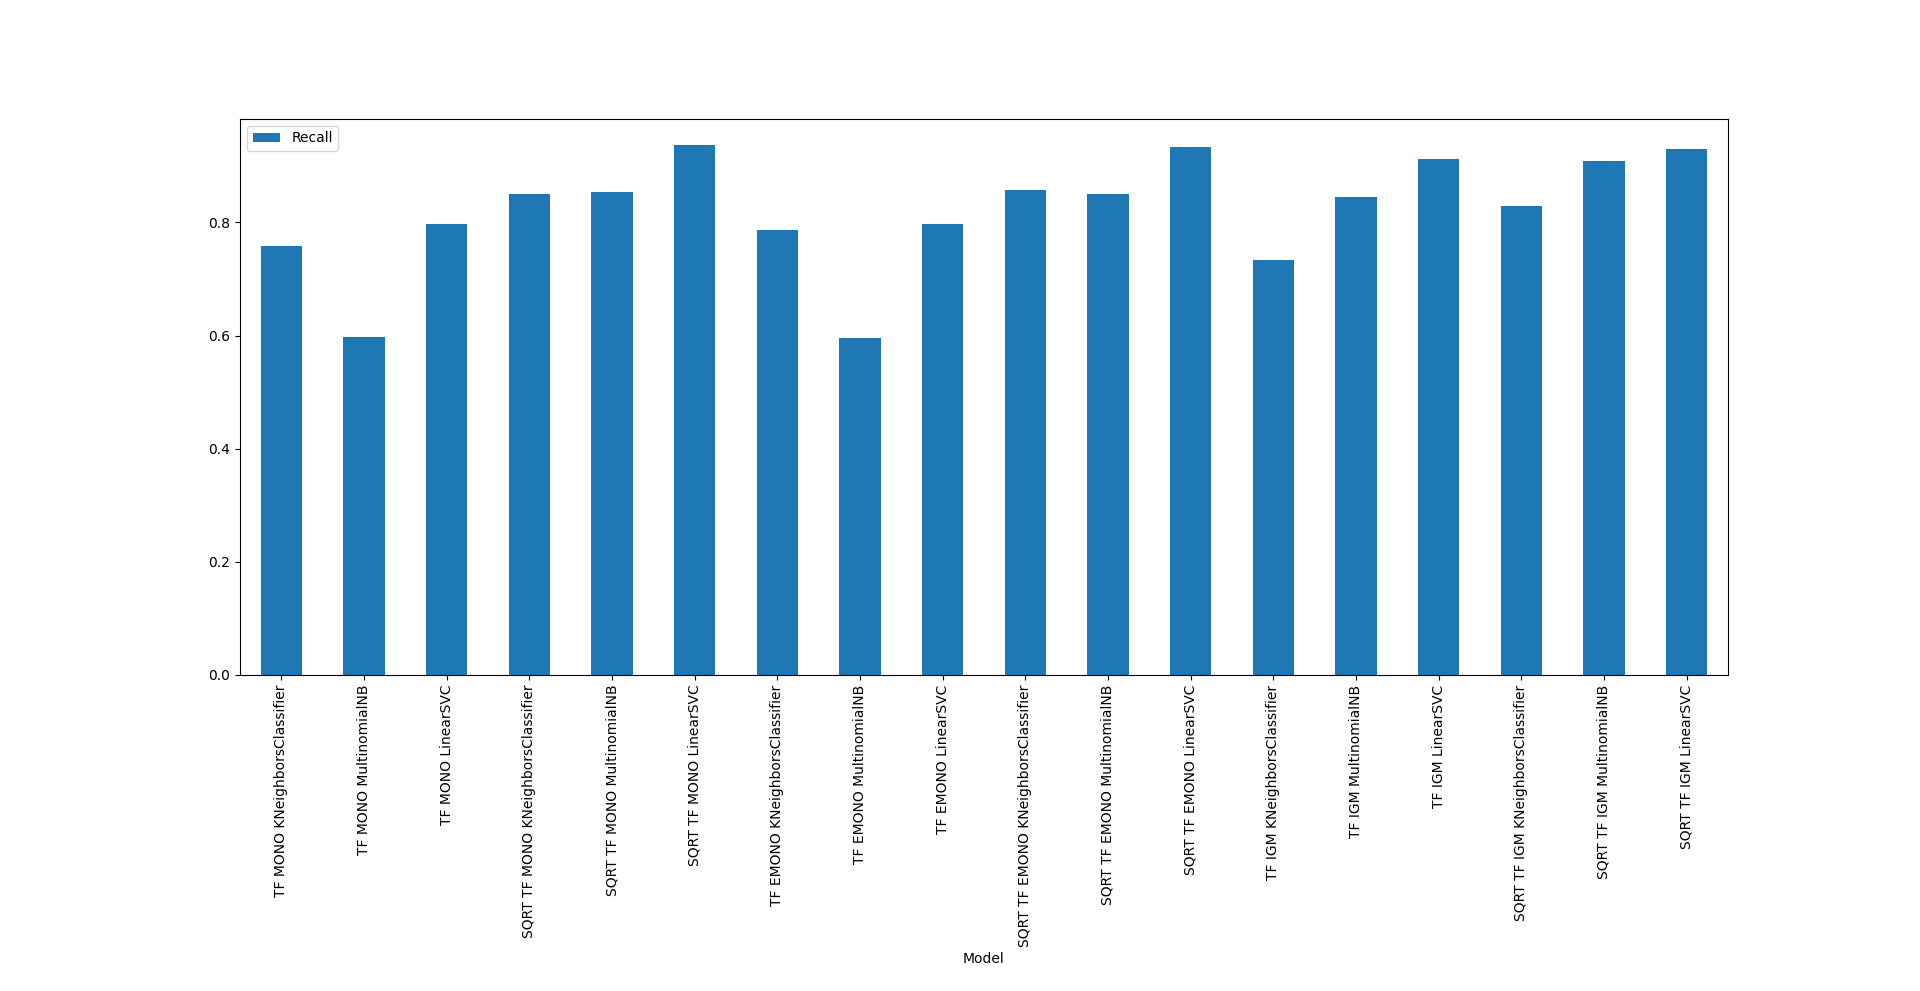 Recall
0.8
0.6
0.4
0.2
0.0
TF MONO KNeighborsClassifier
TF MONO MultinomialNB
TF MONO LinearSVC
SQRT TF MONO KNeighborsClassifier
SQRT TF MONO MultinomialNB
SQRT TF MONO LinearSVC
TF EMONO KNeighborsClassifier
TF EMONO MultinomialNB
TF EMONO LinearSVC
SQRT TF EMONO KNeighborsClassifier
SQRT TF EMONO MultinomialNB
SQRT TF EMONO LinearSVC
TF IGM KNeighborsClassifier
TF IGM MultinomialNB
TF IGM LinearSVC
SQRT TF IGM KNeighborsClassifier
SQRT TF IGM MultinomialNB
SQRT TF IGM LinearSVC
Model